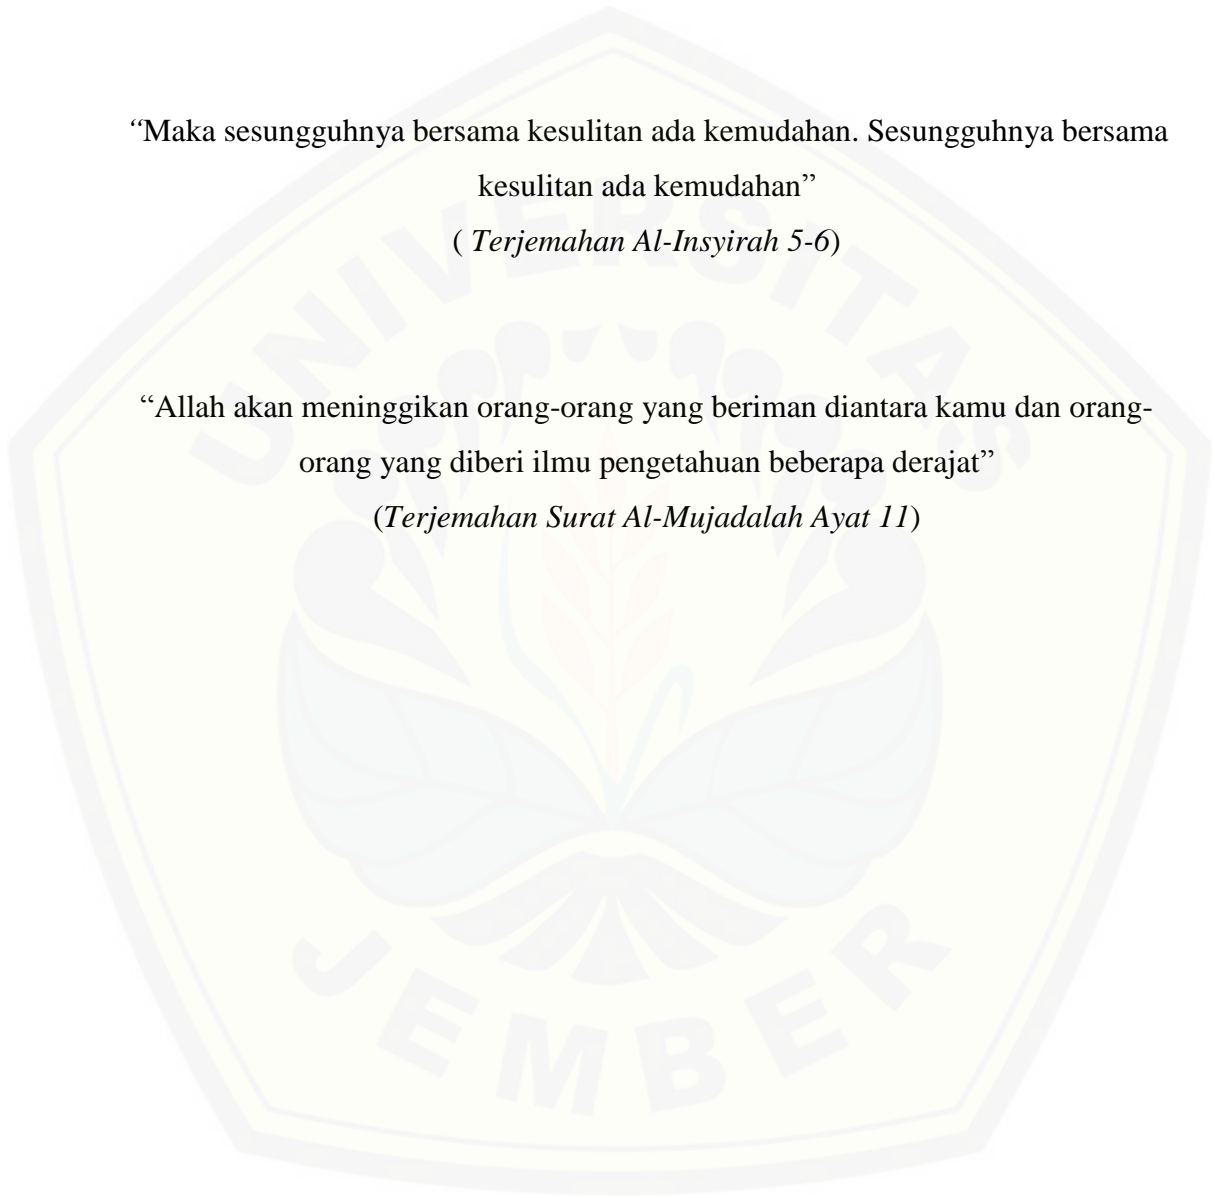 “Maka sesungguhnya bersama kesulitan ada kemudahan. Sesungguhnya bersama
kesulitan ada kemudahan”
( Terjemahan Al-Insyirah 5-6)
“Allah akan meninggikan orang-orang yang beriman diantara kamu dan orang-
orang yang diberi ilmu pengetahuan beberapa derajat”
(Terjemahan Surat Al-Mujadalah Ayat 11)
UNIVERSITAS
JEMBER